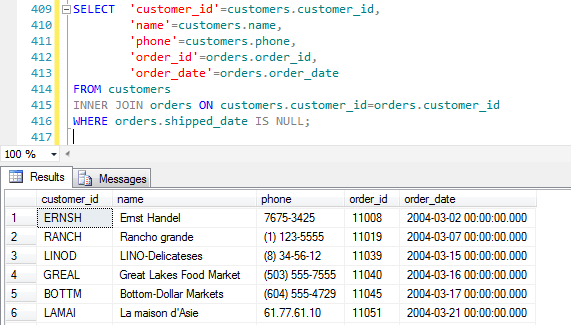 409 SELECT 'customer_id'=customers.customer_id,
410 'name'=customers.name,
411 'phone'=customers.phone,
412 'order_id'=orders.order_id,
413 'order_date'=orders.order_date
414 FROM customers
415 INNER JOIN orders ON customers.customer_id=orders.customer_id
416 WHERE orders.shipped_date IS NULL;
417
100 %
Results Messages
customer_id name phone order_id order_date
1 ERNSH Ernst Handel 7675-3425 11008 2004-03-02 00:00:00.000
2 RANCH Rancho grande (1) 123-5555 11019 2004-03-07 00:00:00.000
3 LINOD LINO-Delicateses (8) 34-56-12 11039 2004-03-15 00:00:00.000
4 GREAL Great Lakes Food Market (503) 555-7555 11040 2004-03-16 00:00:00.000
5 BOTTM Bottom-Dollar Markets (604) 555-4729 11045 2004-03-17 00:00:00.000
6 LAMAI La maison d'Asie 61.77.61.10 11051 2004-03-21 00:00:00.000